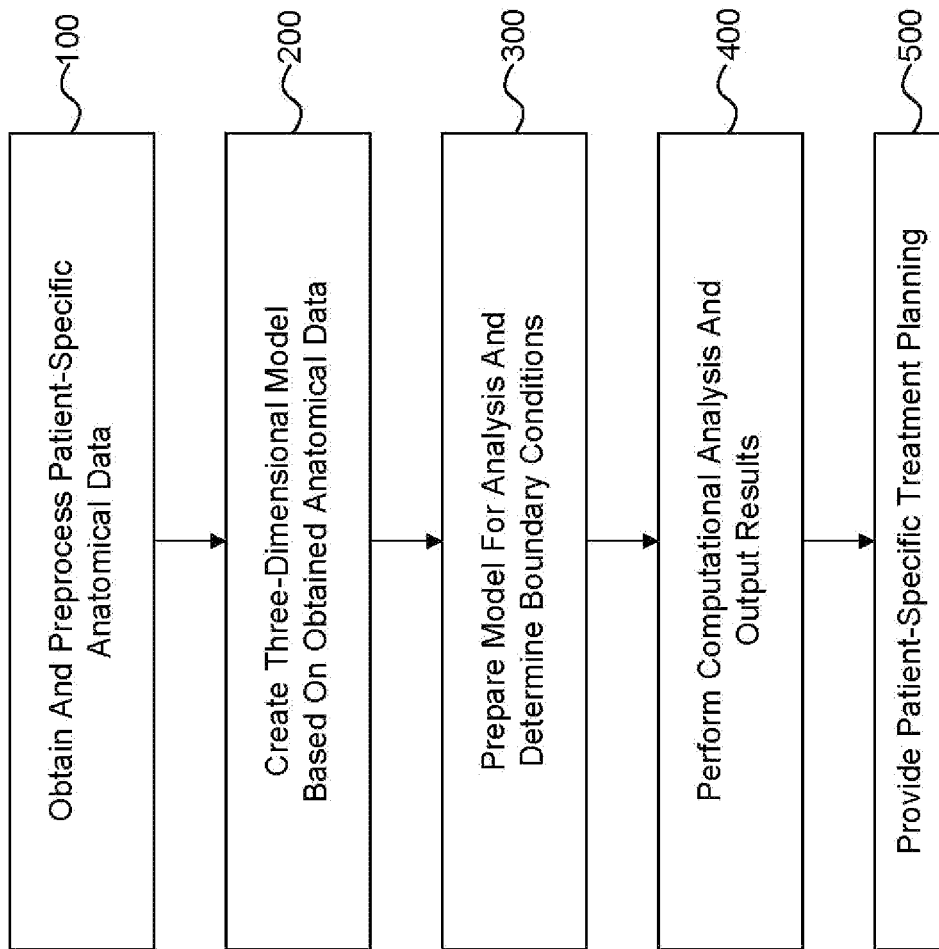 Obtain And Preprocess Patient-Specific
Anatomical Data
100
Create Three-Dimensional Model
Based On Obtained Anatomical Data
200
Prepare Model For Analysis And
Determine Boundary Conditions
300
Perform Computational Analysis And
Output Results
400
Provide Patient-Specific Treatment Planning
500